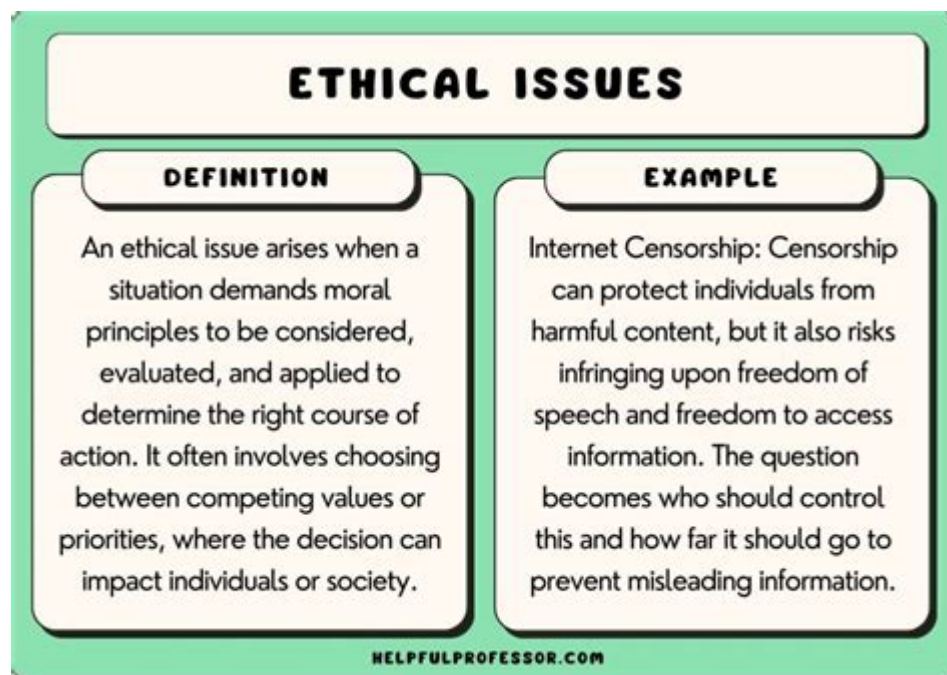 ETHICAL ISSUES
DEFINITION
An ethical issue arises when a
situation demands moral
principles to be considered,
evaluated, and applied to
determine the right course of
action. It often involves choosing
between competing values or
priorities, where the decision can
impact individuals or society.
EXAMPLE
Internet Censorship: Censorship
can protect individuals from
harmful content, but it also risks
infringing upon freedom of
speech and freedom to access
information. The question
becomes who should control
this and how far it should go to
prevent misleading information.
HELPFULPROFESSOR.COM